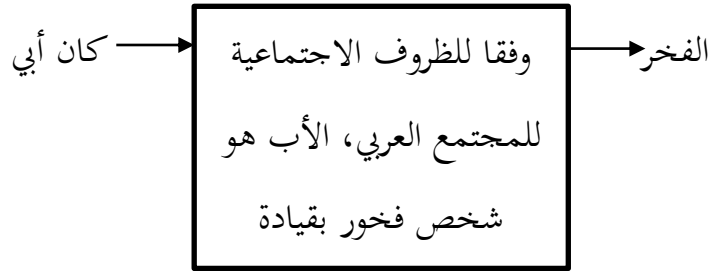 الفخر
وفقا للظروف الاجتماعية
للمجتمع العربي، الأب هو
شخص فخور بقيادة
كان أبي